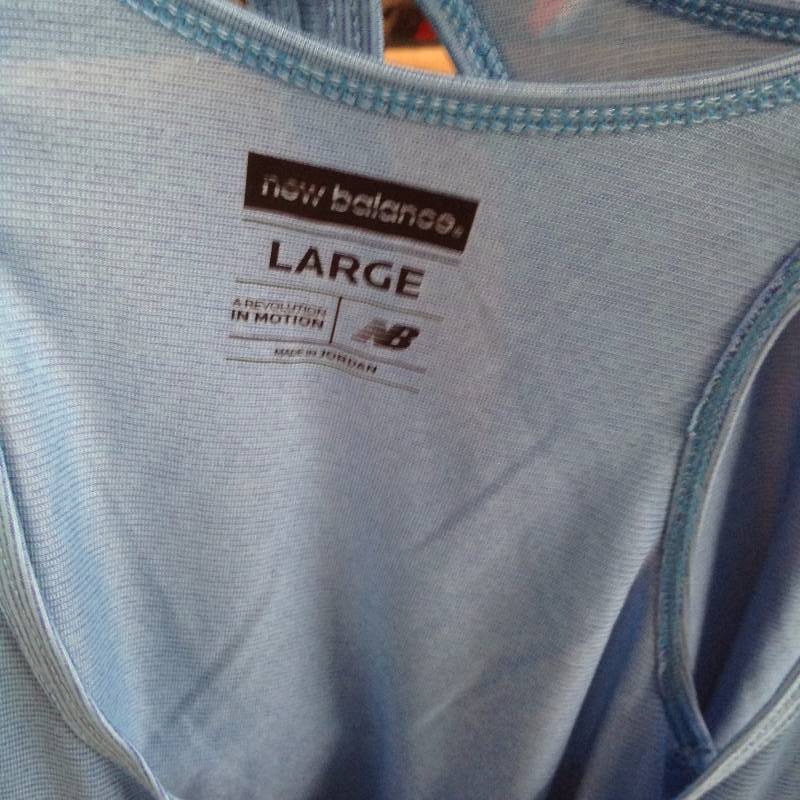 new balance®
LARGE
A REVOLUTION
IN MOTION
NB
MADE IN JORDAN